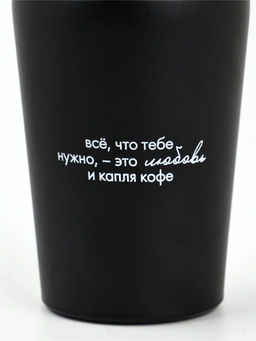 всё, что тебе
нужно, – это любовь
и капля кофе